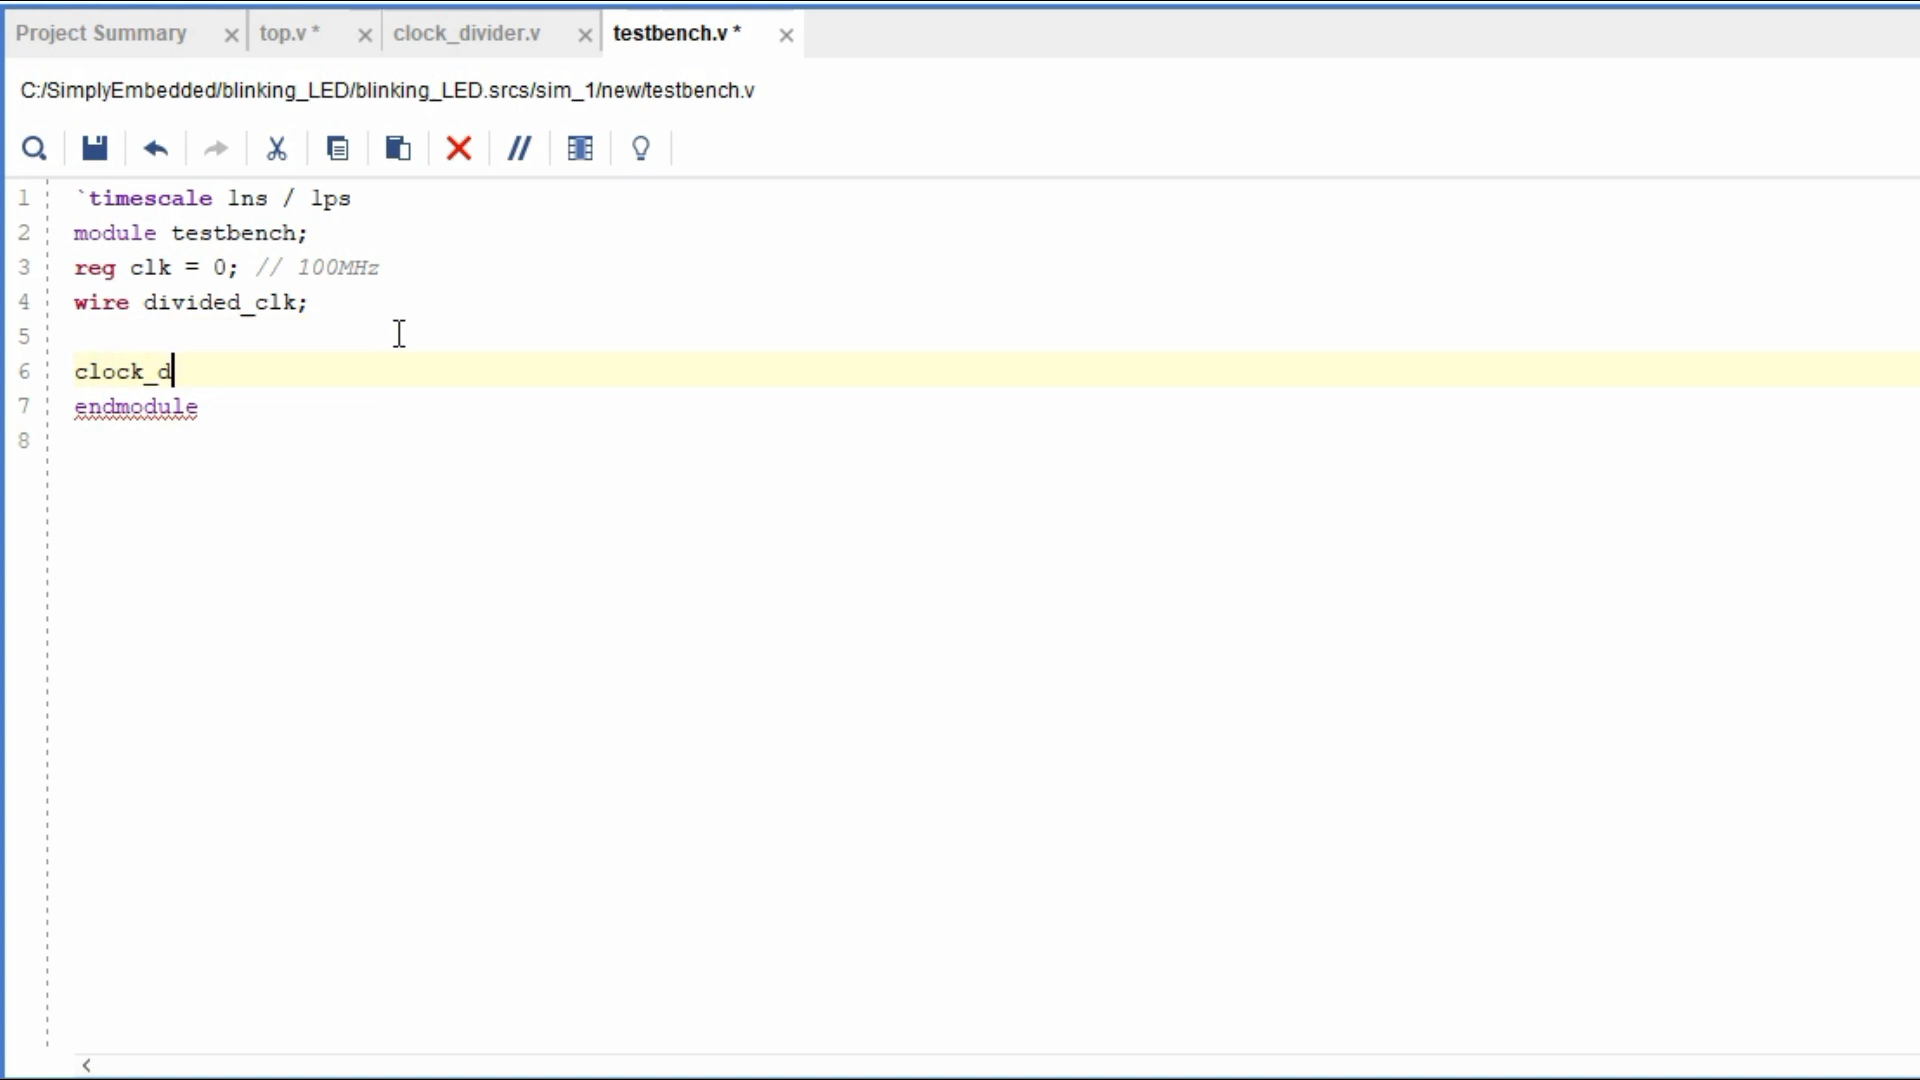 Project Summary top.v * clock_divider.v testbench.v *
C:/SimplyEmbedded/blinking_LED/blinking_LED.srcs/sim_1/new/testbench.v
1 `timescale 1ns / 1ps
2 module testbench;
3 reg clk = 0; // 100MHz
4 wire divided_clk;
5
6 clock_d
7 endmodule
8